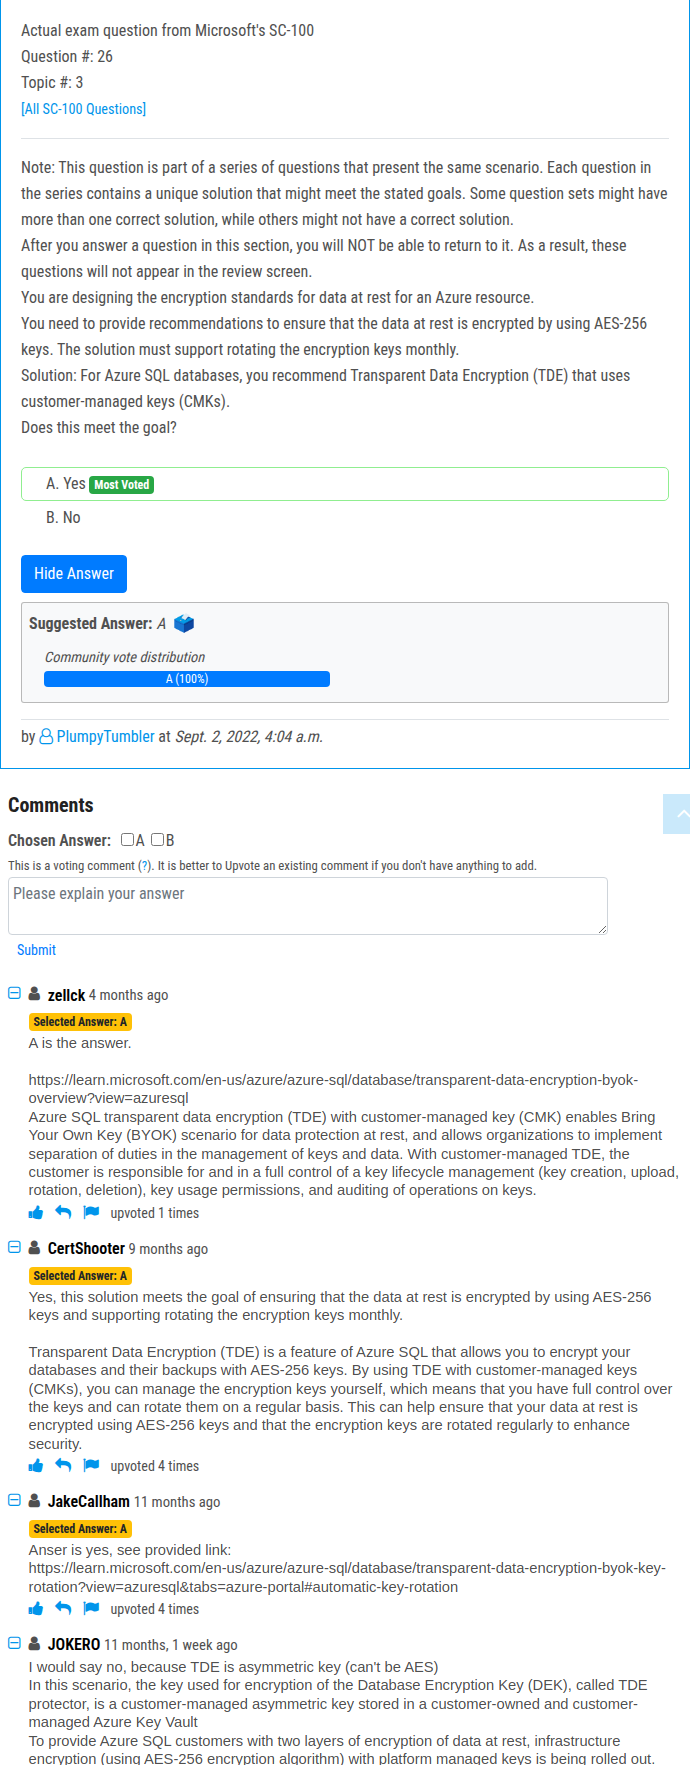 Actual exam question from Microsoft's SC-100
Question #: 26
Topic #: 3
[All SC-100 Questions]
Note: This question is part of a series of questions that present the same scenario. Each question in
the series contains a unique solution that might meet the stated goals. Some question sets might have
more than one correct solution, while others might not have a correct solution.
After you answer a question in this section, you will NOT be able to return to it. As a result, these
questions will not appear in the review screen.
You are designing the encryption standards for data at rest for an Azure resource.
You need to provide recommendations to ensure that the data at rest is encrypted by using AES-256
keys. The solution must support rotating the encryption keys monthly.
Solution: For Azure SQL databases, you recommend Transparent Data Encryption (TDE) that uses
customer-managed keys (CMKs).
Does this meet the goal?
A. Yes Most Voted
B. No
Hide Answer
Suggested Answer: A
Community vote distribution
A (100%)
by PlumpyTumbler at Sept. 2, 2022, 4:04 a.m.
Comments
Chosen Answer: A B
This is a voting comment (?). It is better to Upvote an existing comment if you don't have anything to add.
Please explain your answer
Submit
zellck 4 months ago
Selected Answer: A
A is the answer.
https://learn.microsoft.com/en-us/azure/azure-sql/database/transparent-data-encryption-byok-
overview?view=azuresql
Azure SQL transparent data encryption (TDE) with customer-managed key (CMK) enables Bring
Your Own Key (BYOK) scenario for data protection at rest, and allows organizations to implement
separation of duties in the management of keys and data. With customer-managed TDE, the
customer is responsible for and in a full control of a key lifecycle management (key creation, upload,
rotation, deletion), key usage permissions, and auditing of operations on keys.
upvoted 1 times
CertShooter 9 months ago
Selected Answer: A
Yes, this solution meets the goal of ensuring that the data at rest is encrypted by using AES-256
keys and supporting rotating the encryption keys monthly.
Transparent Data Encryption (TDE) is a feature of Azure SQL that allows you to encrypt your
databases and their backups with AES-256 keys. By using TDE with customer-managed keys
(CMKs), you can manage the encryption keys yourself, which means that you have full control over
the keys and can rotate them on a regular basis. This can help ensure that your data at rest is
encrypted using AES-256 keys and that the encryption keys are rotated regularly to enhance
security.
upvoted 4 times
JakeCallham 11 months ago
Selected Answer: A
Anser is yes, see provided link:
https://learn.microsoft.com/en-us/azure/azure-sql/database/transparent-data-encryption-byok-key-
rotation?view=azuresql&tabs=azure-portal#automatic-key-rotation
upvoted 4 times
JOKERO 11 months, 1 week ago
I would say no, because TDE is asymmetric key (can't be AES)
In this scenario, the key used for encryption of the Database Encryption Key (DEK), called TDE
protector, is a customer-managed asymmetric key stored in a customer-owned and customer-
managed Azure Key Vault
To provide Azure SQL customers with two layers of encryption of data at rest, infrastructure
encryption (using AES-256 encryption algorithm) with platform managed keys is being rolled out.